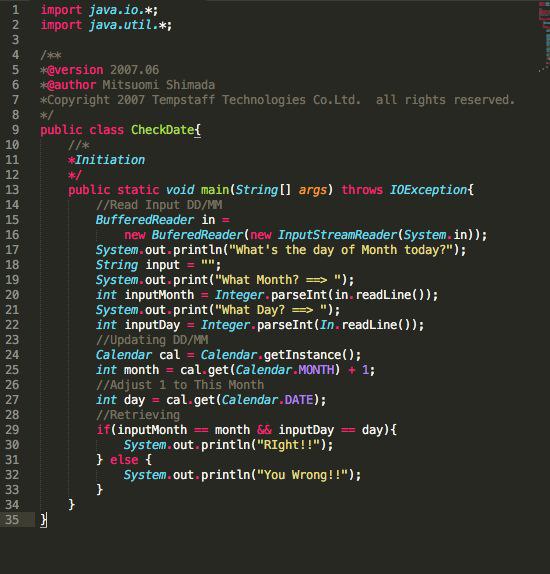 1 import java.io.*;
2 import java.util.*;
3
4 /**
5 *@version 2007.06
6 *@author Mitsuomi Shimada
7 *Copyright 2007 Tempstaff Technologies Co.Ltd.  all rights reserved.
8 */
9 public class CheckDate{
10     //*
11     *Initiation
12     */
13     public static void main(String[] args) throws IOException{
14         //Read Input DD/MM
15         BufferedReader in =
16             new BuferedReader(new InputStreamReader(System.in));
17         System.out.println("What's the day of Month today?");
18         String input = "";
19         System.out.print("What Month? ==> ");
20         int inputMonth = Integer.parseInt(in.readLine());
21         System.out.print("What Day? ==> ");
22         int inputDay = Integer.parseInt(In.readLine());
23         //Updating DD/MM
24         Calendar cal = Calendar.getInstance();
25         int month = cal.get(Calendar.MONTH) + 1;
26         //Adjust 1 to This Month
27         int day = cal.get(Calendar.DATE);
28         //Retrieving
29         if(inputMonth == month && inputDay == day){
30             System.out.println("RIght!!");
31         } else {
32             System.out.println("You Wrong!!");
33         }
34     }
35 }